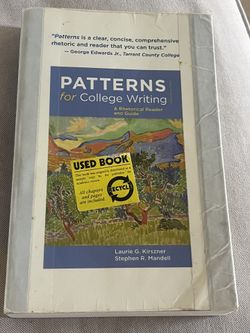 "Patterns is a clear, concise, comprehensive
rhetoric and reader that you can trust."
— George Edwards Jr., Tarrant County College
PATTERNS
for College Writing
A Rhetorical Reader
and Guide
USED BOOK
All chapters
and pages
are included.
RECYCLE
Laurie G. Kirszner
Stephen R. Mandell